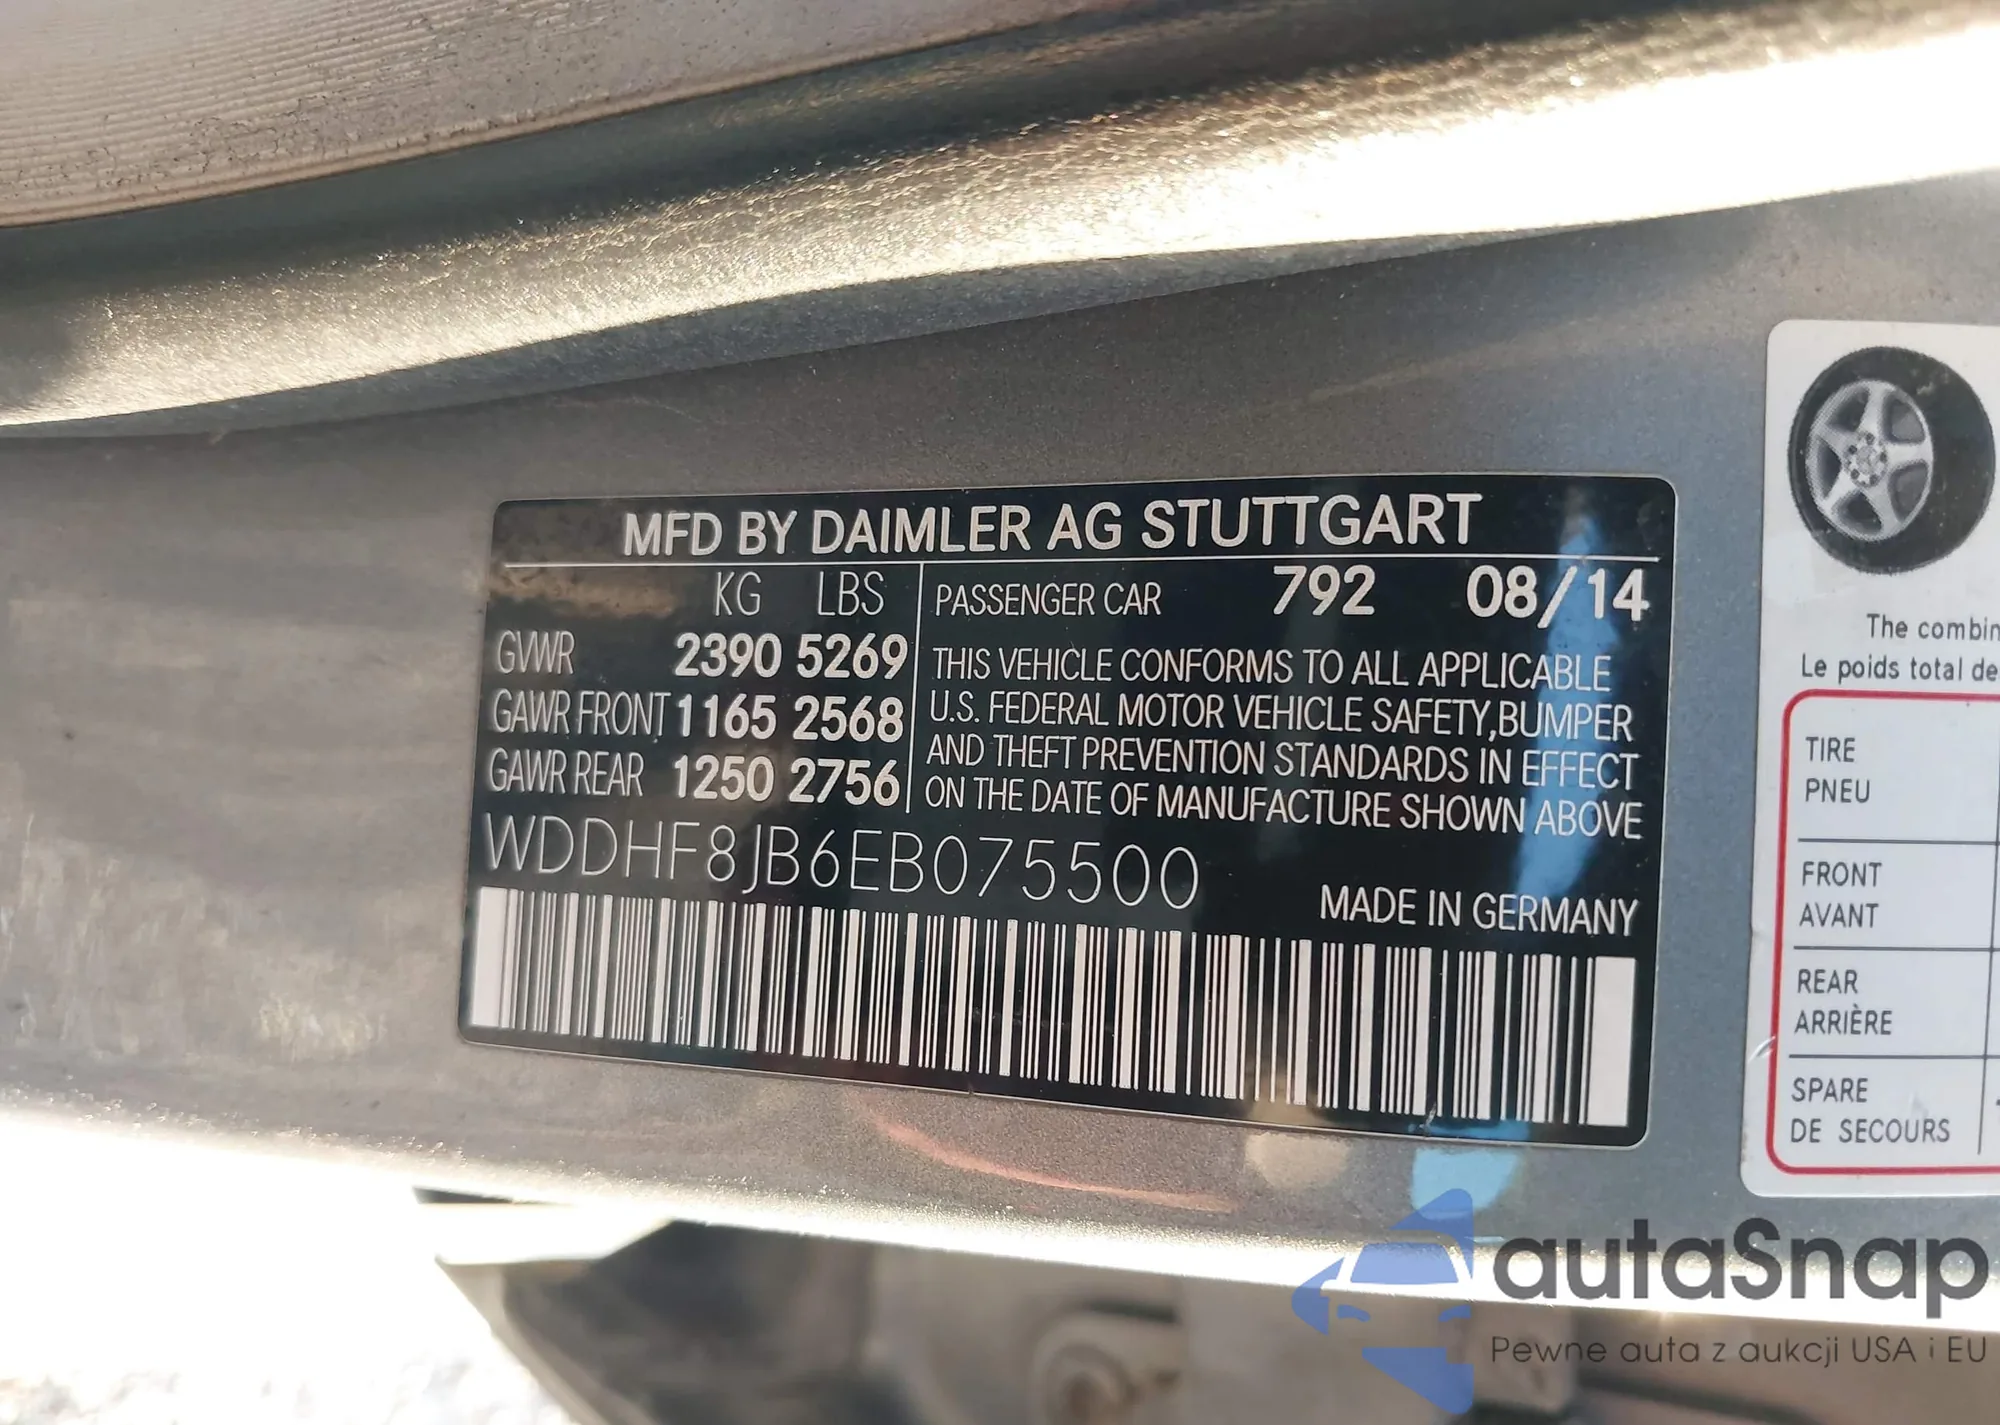 MFD BY DAIMLER AG STUTTGART
KG LBS
GVWR 2390 5269
GAWR FRONT 1165 2568
GAWR REAR 1250 2756
PASSENGER CAR 792 08/14
THIS VEHICLE CONFORMS TO ALL APPLICABLE
U.S. FEDERAL MOTOR VEHICLE SAFETY,BUMPER
AND THEFT PREVENTION STANDARDS IN EFFECT
ON THE DATE OF MANUFACTURE SHOWN ABOVE
WDDHF8JB6EB075500
MADE IN GERMANY
The combin
Le poids total de
TIRE
PNEU
FRONT
AVANT
REAR
ARRIÈRE
SPARE
DE SECOURS
autaSnap
Pewne auta z aukcji USA i EU